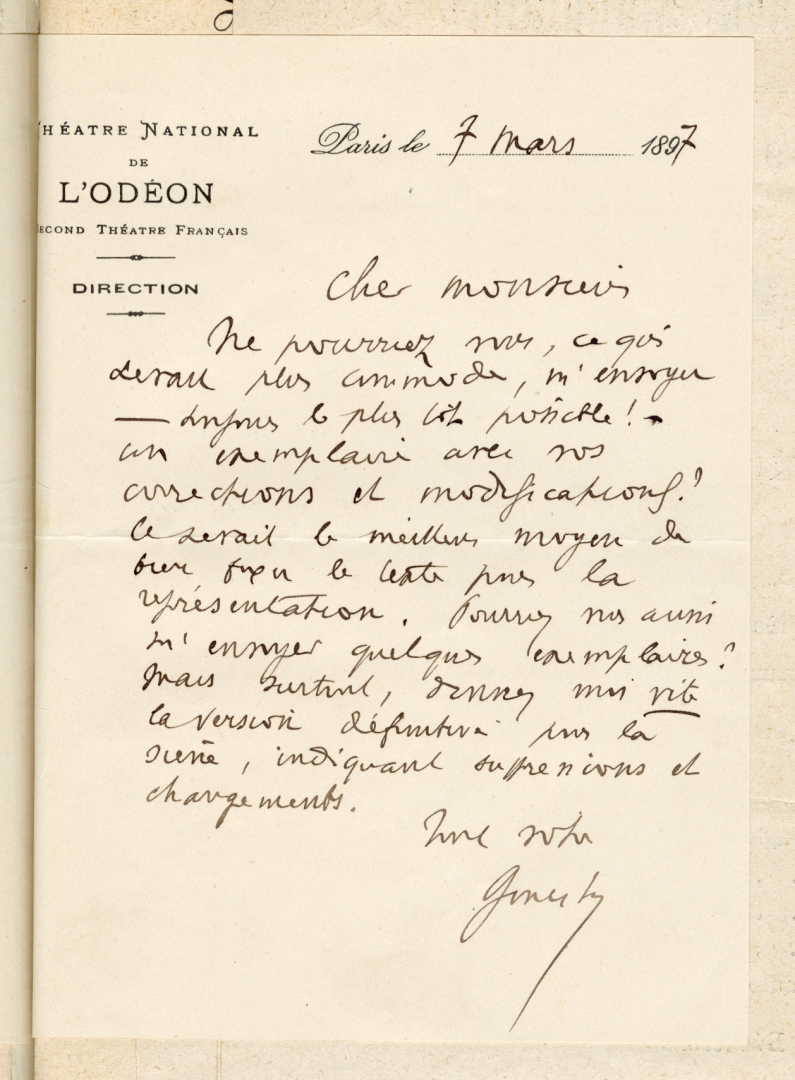 THÉATRE NATIONAL
DE
L'ODÉON
SECOND THÉATRE FRANÇAIS
DIRECTION
Paris le 7 mars 1897
Cher monsieur
Ne pourriez vous, ce qui
serait plus commode, m'envoyer
— toujours le plus tôt possible! —
un exemplaire avec vos
corrections et modifications?
Ce serait le meilleur moyen de
bien fixer le texte pour la
représentation. Pourriez vous aussi
m'envoyer quelques exemplaires?
Mais surtout, donnez moi vite
la version définitive pour la
scène, indiquant suppressions et
changements.
Tout votre
Ginisty